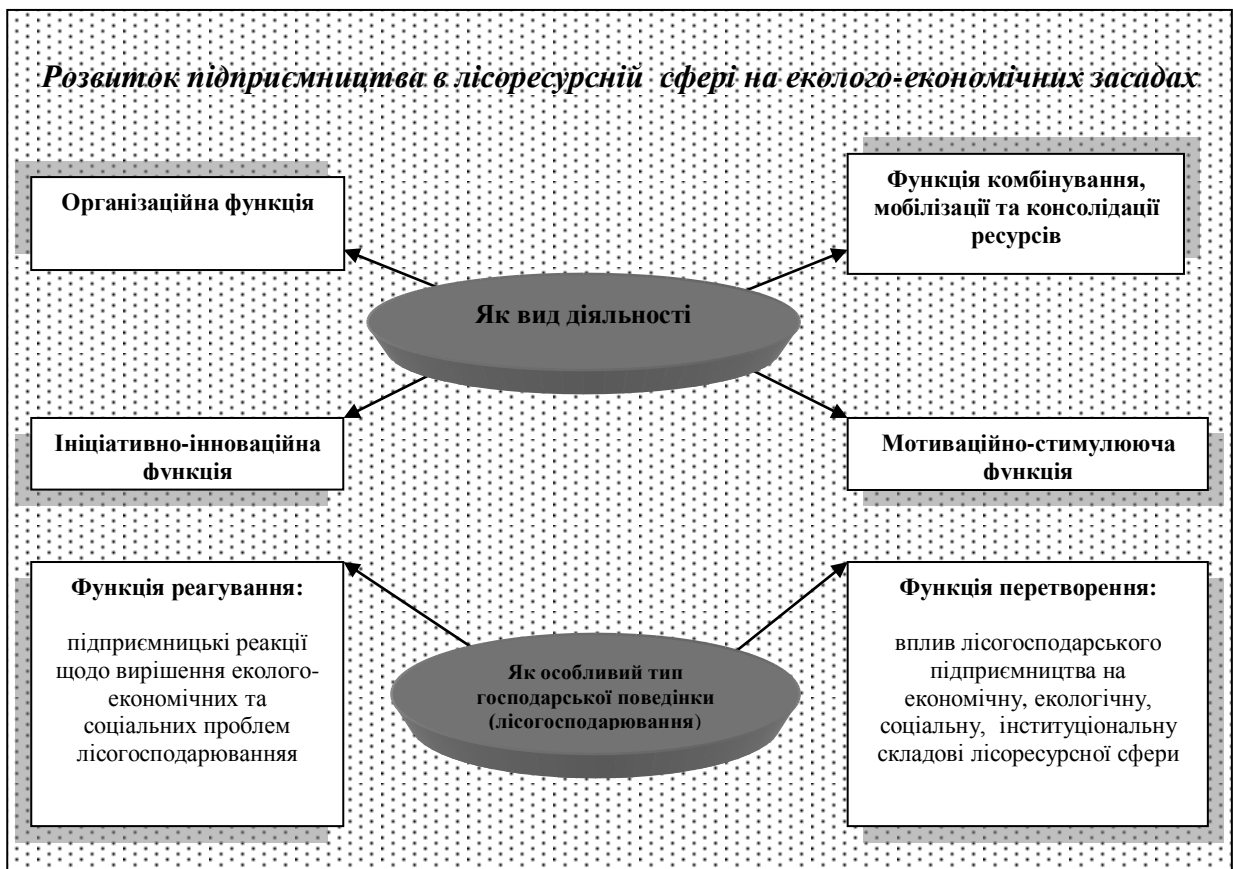 Розвиток підприємництва в лісоресурсній сфері на еколого-економічних засадах
Організаційна функція
Функція комбінування,
мобілізації та консолідації
ресурсів
Як вид діяльності
Ініціативно-інноваційна
функція
Мотиваційно-стимулююча
функція
Функція реагування:
підприємницькі реакції
щодо вирішення еколого-
економічних та
соціальних проблем
лісогосподарюванняя
Як особливий тип
господарської поведінки
(лісогосподарювання)
Функція перетворення:
вплив лісогосподарського
підприємництва на
економічну, екологічну,
соціальну, інституціональну
складові лісоресурсної сфери